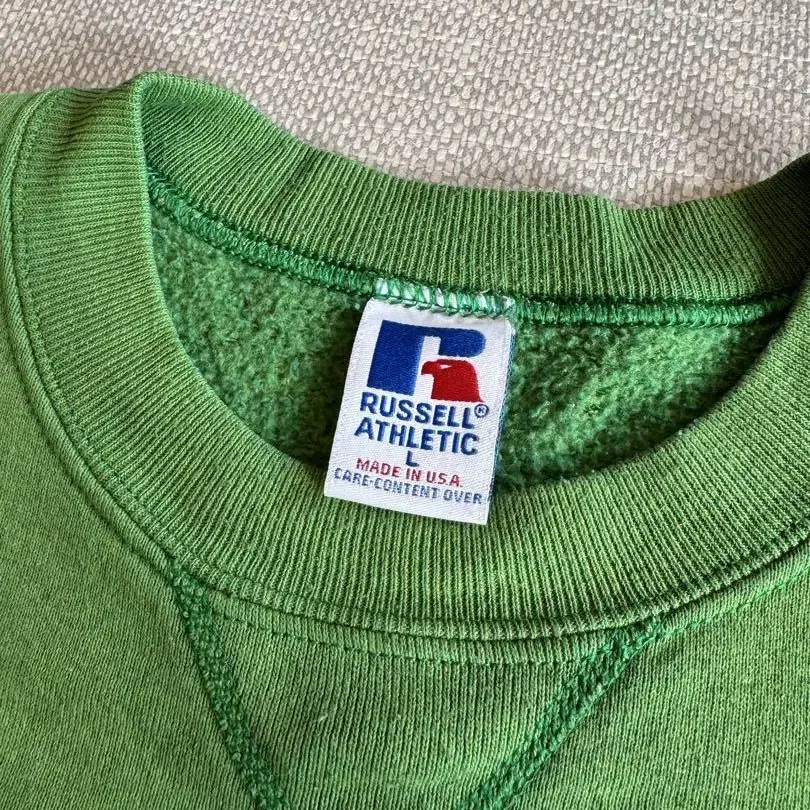 RUSSELL®
ATHLETIC
L
MADE IN U.S.A.
CARE-CONTENT OVER